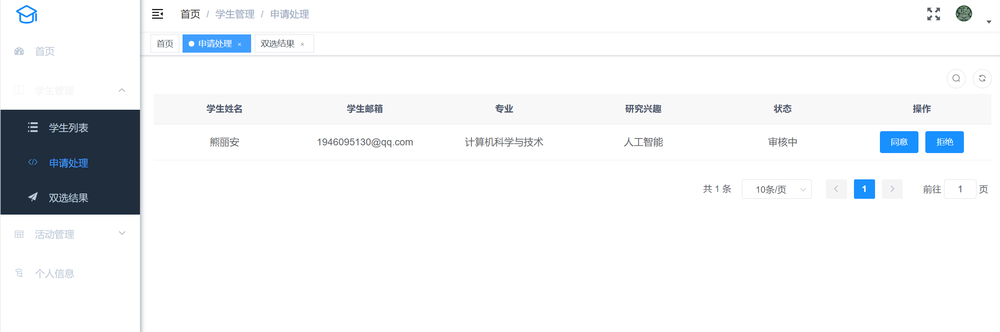 首页 / 学生管理 / 申请处理
首页 申请处理 × 双选结果 ×
首页
学生管理
学生列表
申请处理
双选结果
活动管理
个人信息
学生姓名 学生邮箱 专业 研究兴趣 状态 操作
熊丽安 1946095130@qq.com 计算机科学与技术 人工智能 审核中 同意 拒绝
共 1 条 10条/页 1 前往 1 页